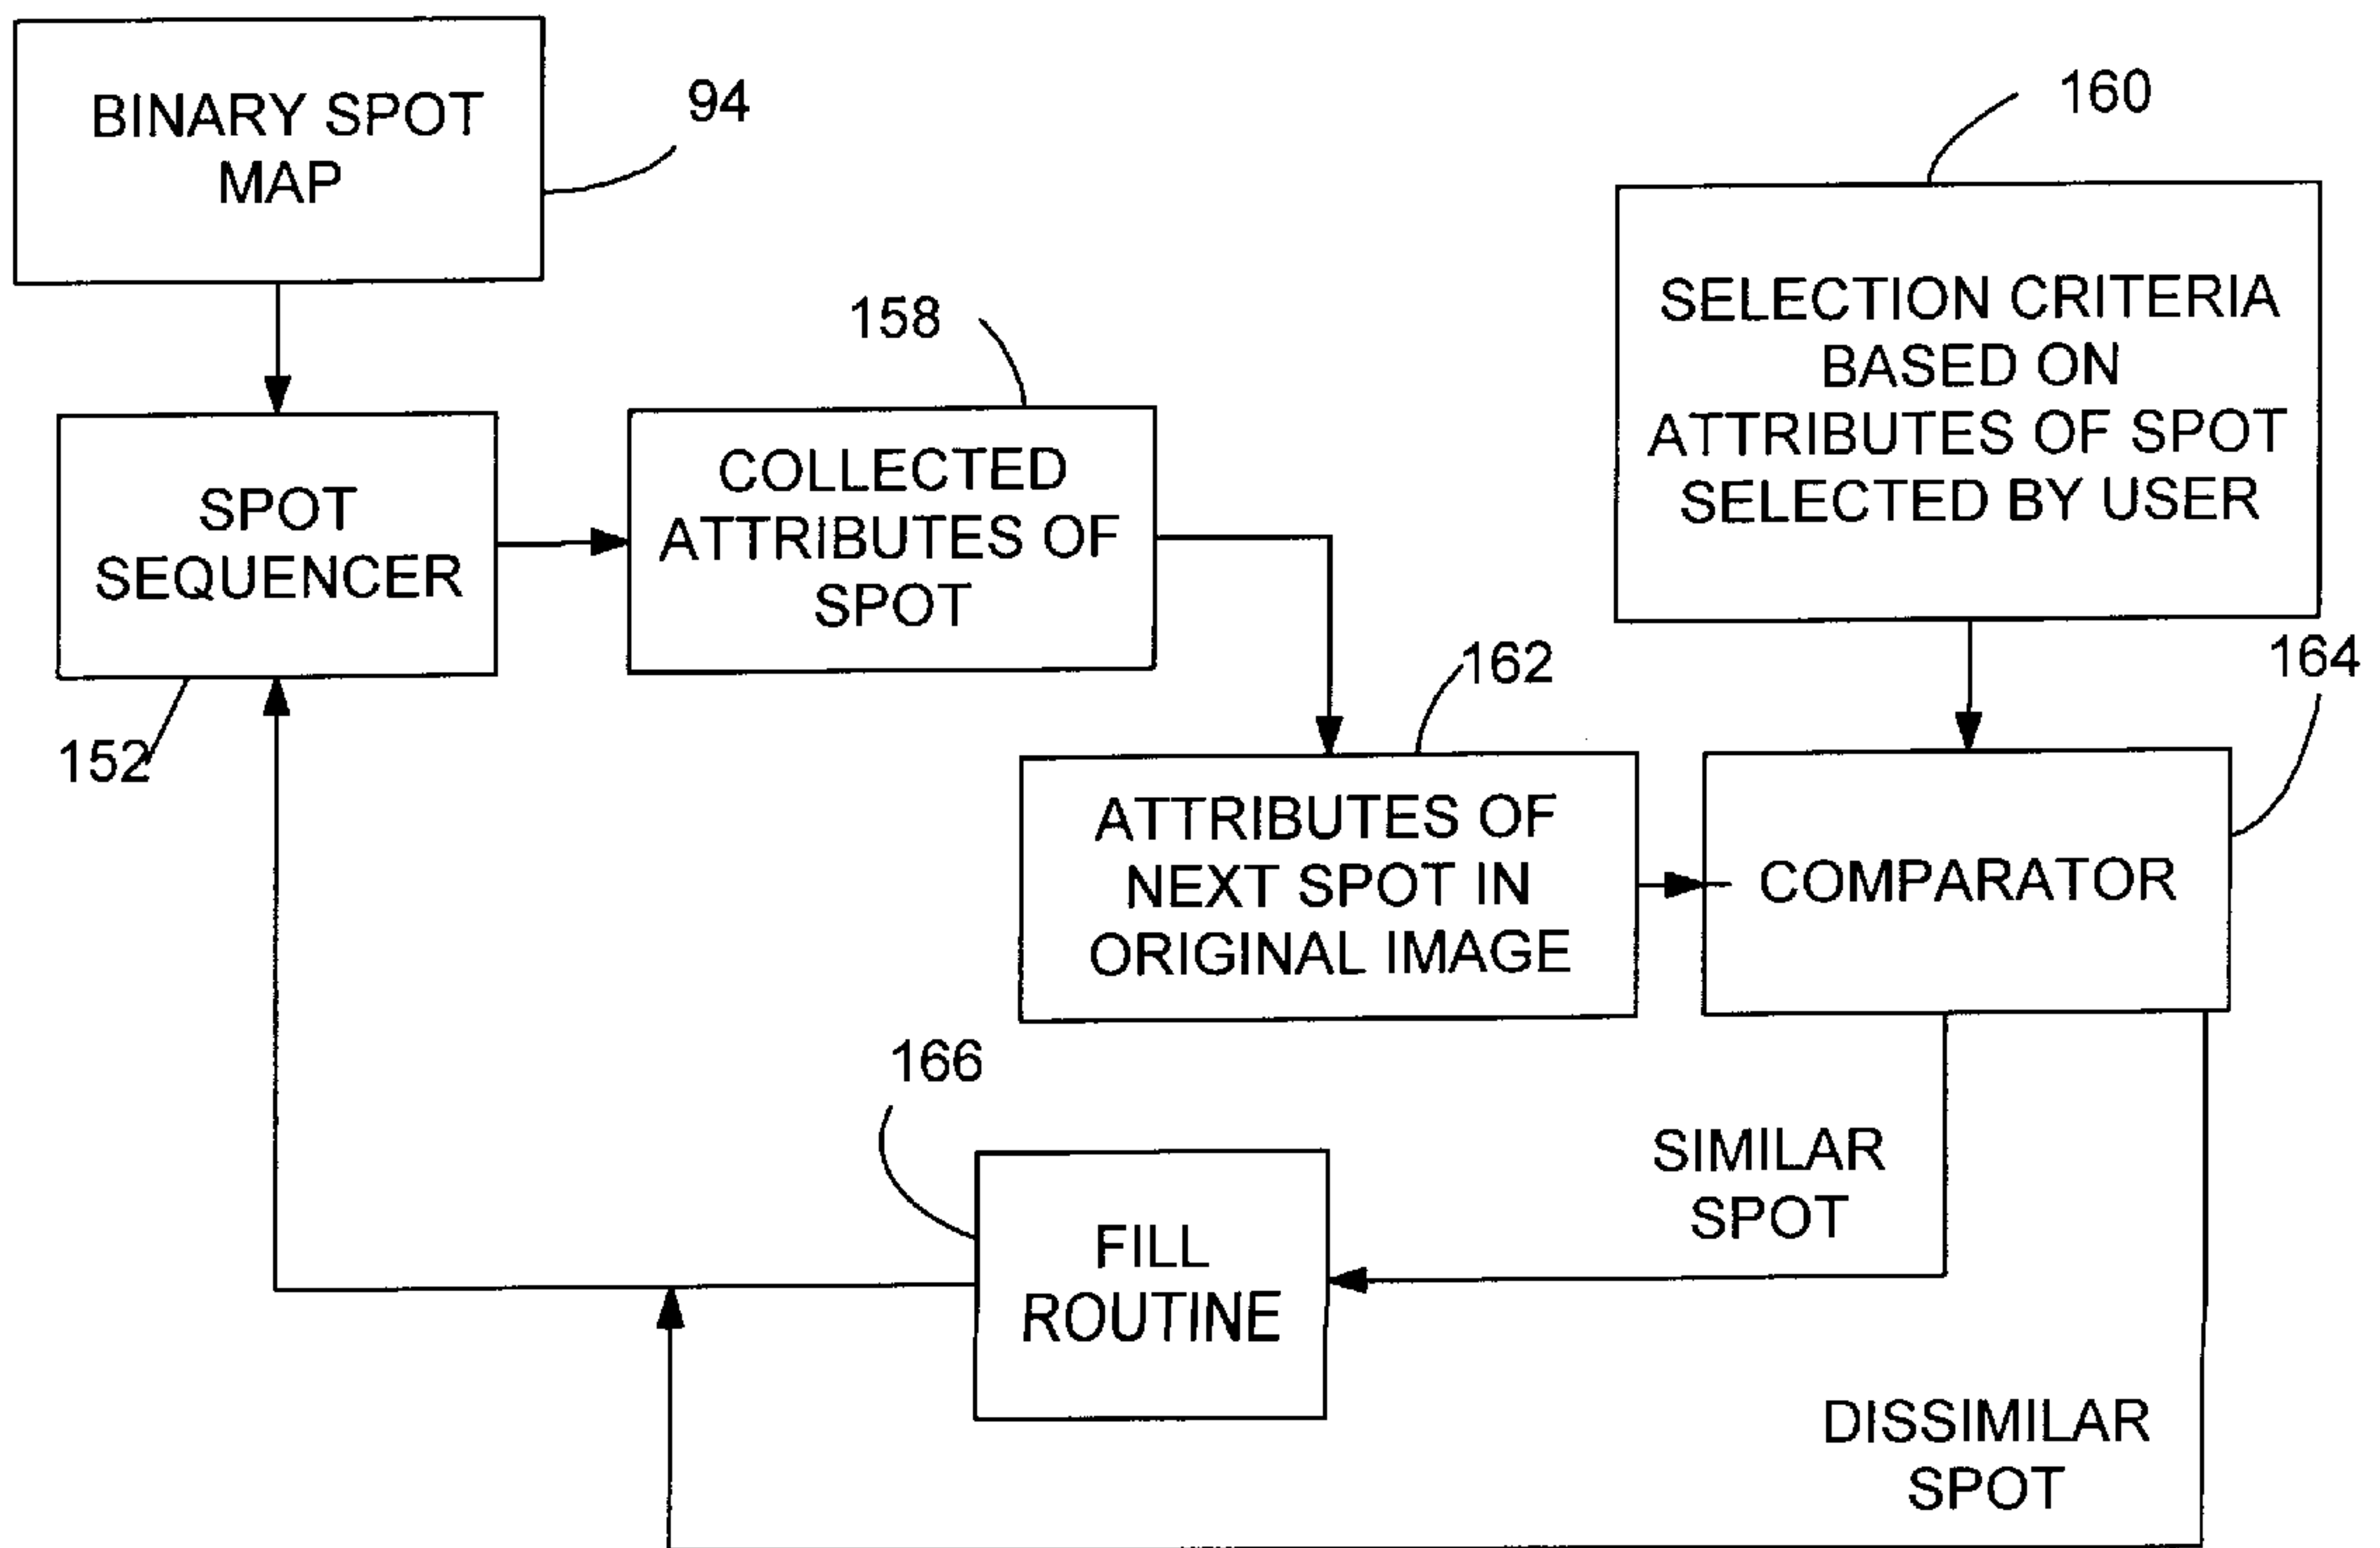 BINARY SPOT
MAP
94
160
SELECTION CRITERIA
BASED ON
ATTRIBUTES OF SPOT
SELECTED BY USER
158
COLLECTED
ATTRIBUTES OF
SPOT
SPOT
SEQUENCER
152
162
164
ATTRIBUTES OF
NEXT SPOT IN
ORIGINAL IMAGE
COMPARATOR
166
FILL
ROUTINE
SIMILAR
SPOT
DISSIMILAR
SPOT